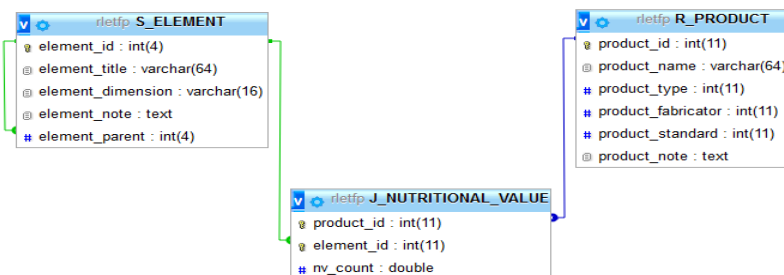 rletfp S_ELEMENT
element_id : int(4)
element_title : varchar(64)
element_dimension : varchar(16)
element_note : text
# element_parent : int(4)
rletfp R_PRODUCT
product_id : int(11)
product_name : varchar(64)
# product_type : int(11)
# product_fabricator : int(11)
# product_standard : int(11)
product_note : text
rletfp J_NUTRITIONAL_VALUE
product_id : int(11)
element_id : int(11)
# nv_count : double